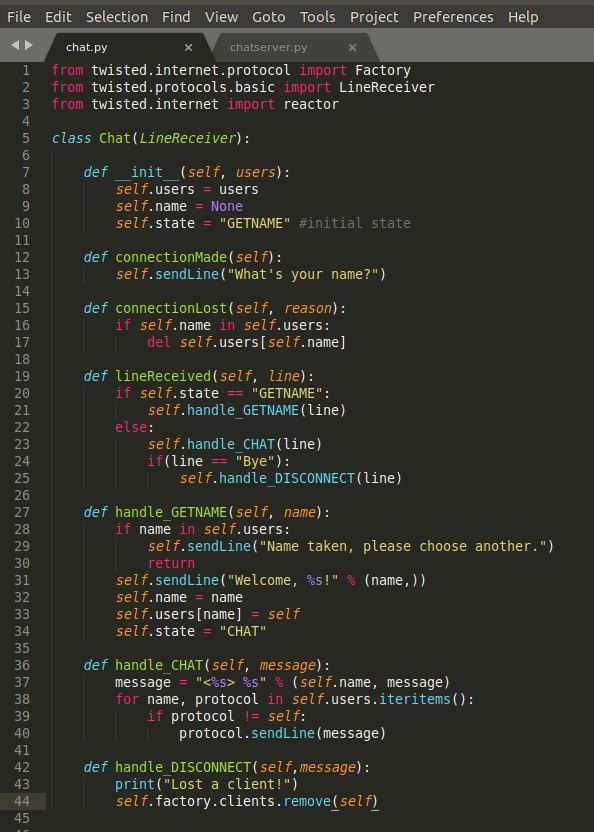 File Edit Selection Find View Goto Tools Project Preferences Help
chat.py × chatserver.py ×
1 from twisted.internet.protocol import Factory
2 from twisted.protocols.basic import LineReceiver
3 from twisted.internet import reactor
4
5 class Chat(LineReceiver):
6
7     def __init__(self, users):
8         self.users = users
9         self.name = None
10         self.state = "GETNAME" #initial state
11
12     def connectionMade(self):
13         self.sendLine("What's your name?")
14
15     def connectionLost(self, reason):
16         if self.name in self.users:
17             del self.users[self.name]
18
19     def lineReceived(self, line):
20         if self.state == "GETNAME":
21             self.handle_GETNAME(line)
22         else:
23             self.handle_CHAT(line)
24             if(line == "Bye"):
25                 self.handle_DISCONNECT(line)
26
27     def handle_GETNAME(self, name):
28         if name in self.users:
29             self.sendLine("Name taken, please choose another.")
30             return
31         self.sendLine("Welcome, %s!" % (name,))
32         self.name = name
33         self.users[name] = self
34         self.state = "CHAT"
35
36     def handle_CHAT(self, message):
37         message = "<%s> %s" % (self.name, message)
38         for name, protocol in self.users.iteritems():
39             if protocol != self:
40                 protocol.sendLine(message)
41
42     def handle_DISCONNECT(self,message):
43         print("Lost a client!")
44         self.factory.clients.remove(self)
45
46